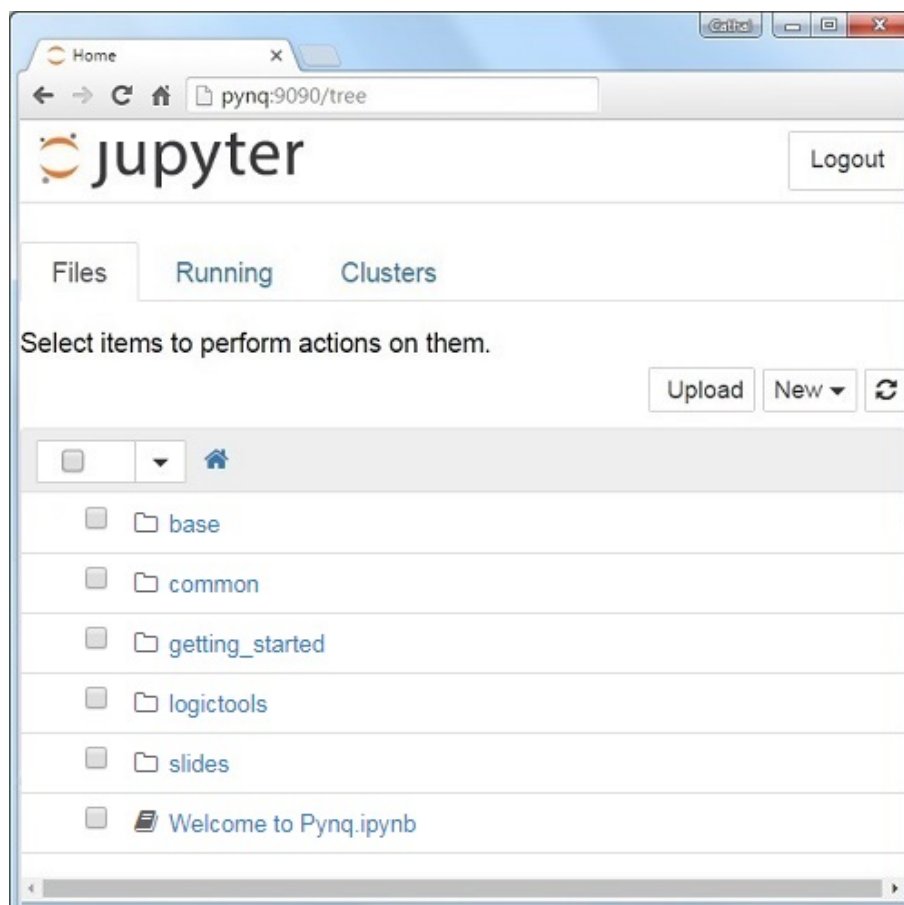 Cathal
Home
pynq:9090/tree
jupyter
Logout
Files Running Clusters
Select items to perform actions on them.
Upload New
base
common
getting_started
logictools
slides
Welcome to Pynq.ipynb